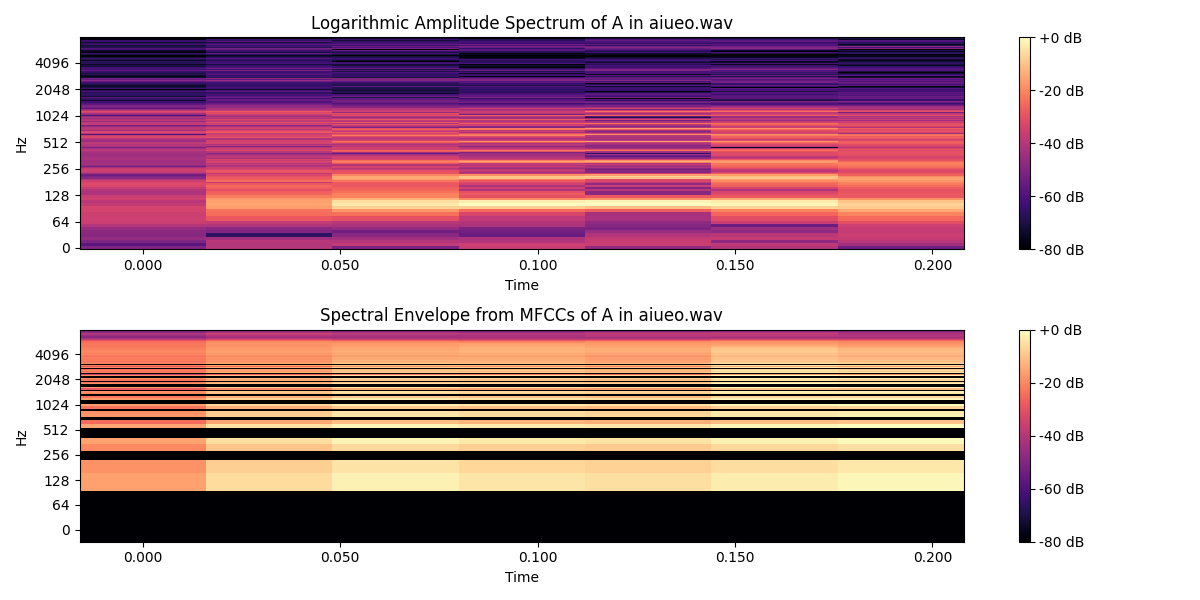 Logarithmic Amplitude Spectrum of A in aiueo.wav
Hz
4096
2048
1024
512
256
128
64
0
0.000 0.050 0.100 0.150 0.200
Time
+0 dB
-20 dB
-40 dB
-60 dB
-80 dB
Spectral Envelope from MFCCs of A in aiueo.wav
Hz
4096
2048
1024
512
256
128
64
0
0.000 0.050 0.100 0.150 0.200
Time
+0 dB
-20 dB
-40 dB
-60 dB
-80 dB